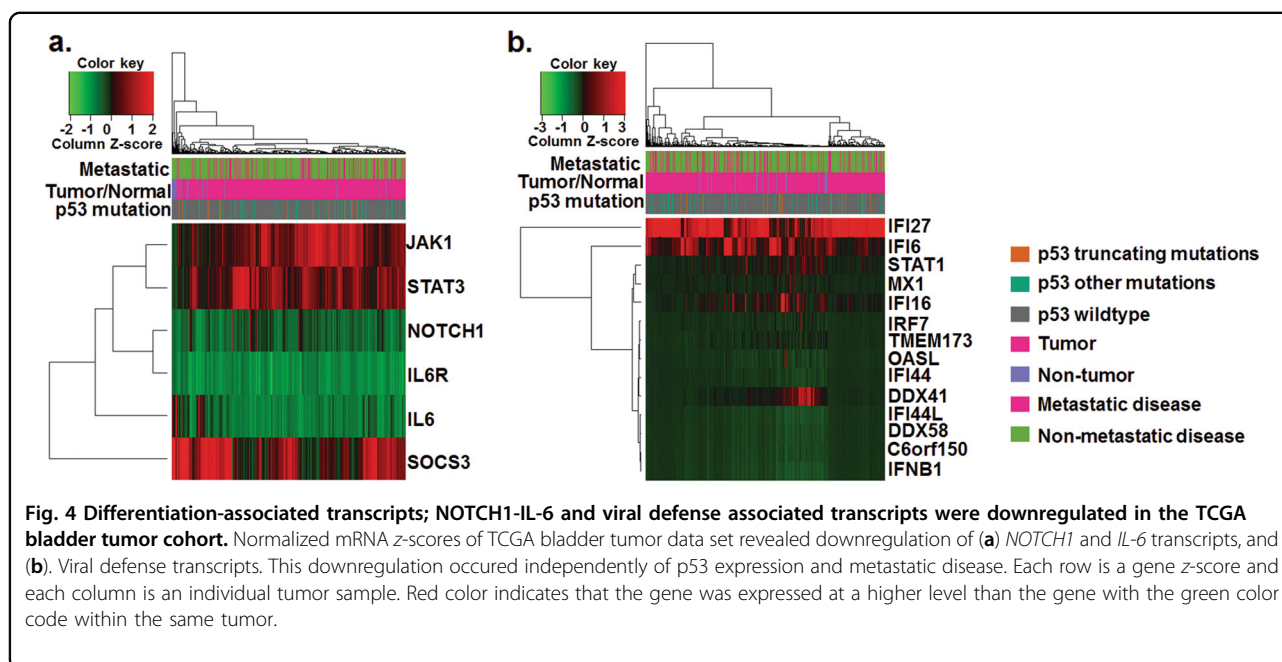 a.
Color key
-2 -1 0 1 2
Column Z-score
Metastatic
Tumor/Normal
p53 mutation
JAK1
STAT3
NOTCH1
IL6R
IL6
SOCS3
b.
Color key
-3 -1 0 1 3
Column Z-score
Metastatic
Tumor/Normal
p53 mutation
IFI27
IFI6
STAT1
MX1
IFI16
IRF7
TMEM173
OASL
IFI44
DDX41
IFI44L
DDX58
C6orf150
IFNB1
p53 truncating mutations
p53 other mutations
p53 wildtype
Tumor
Non-tumor
Metastatic disease
Non-metastatic disease
Fig. 4 Differentiation-associated transcripts; NOTCH1-IL-6 and viral defense associated transcripts were downregulated in the TCGA
bladder tumor cohort. Normalized mRNA z-scores of TCGA bladder tumor data set revealed downregulation of (a) NOTCH1 and IL-6 transcripts, and
(b). Viral defense transcripts. This downregulation occured independently of p53 expression and metastatic disease. Each row is a gene z-score and
each column is an individual tumor sample. Red color indicates that the gene was expressed at a higher level than the gene with the green color
code within the same tumor.